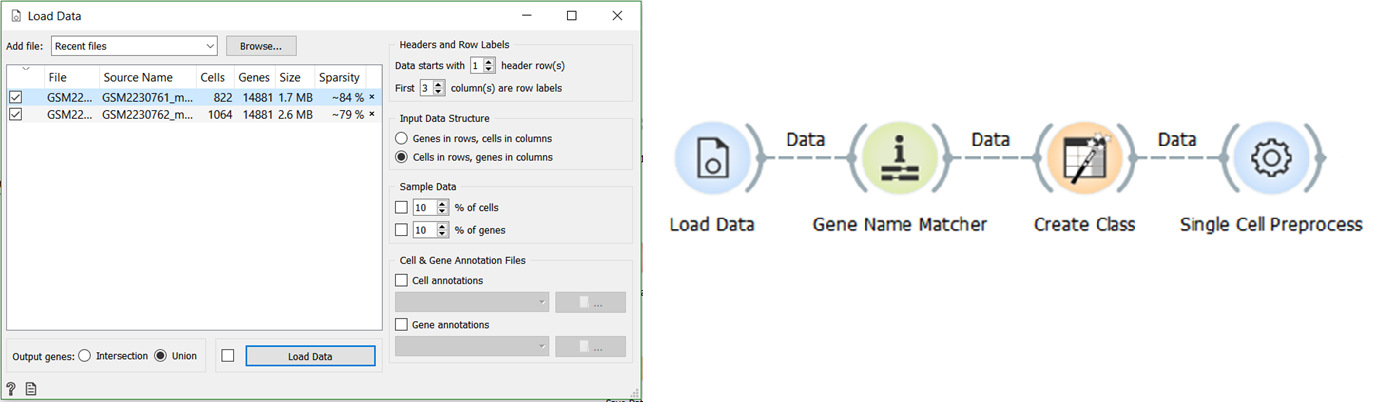 Load Data
Add file: Recent files Browse...
File Source Name Cells Genes Size Sparsity
GSM22... GSM2230761_m... 822 14881 1.7 MB ~84 % ×
GSM22... GSM2230762_m... 1064 14881 2.6 MB ~79 % ×
Output genes: Intersection Union Load Data
Headers and Row Labels
Data starts with 1 header row(s)
First 3 column(s) are row labels
Input Data Structure
Genes in rows, cells in columns
Cells in rows, genes in columns
Sample Data
10 % of cells
10 % of genes
Cell & Gene Annotation Files
Cell annotations
...
Gene annotations
...
Data Data Data
Load Data Gene Name Matcher Create Class Single Cell Preprocess